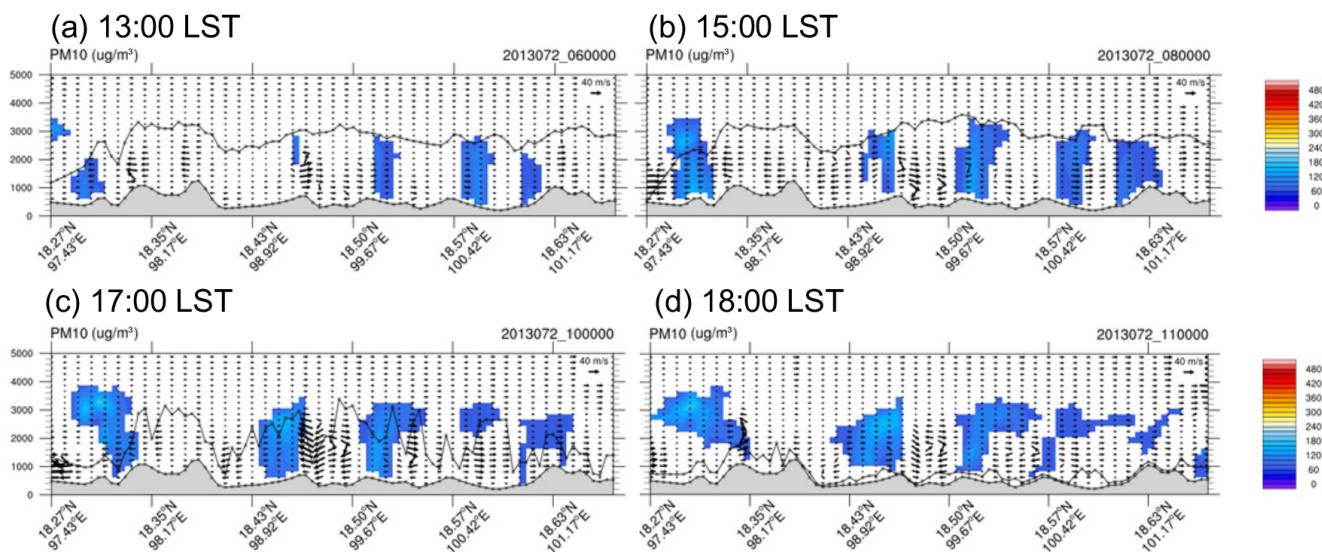 (a) 13:00 LST
(b) 15:00 LST
PM10 (ug/m³)
2013072_060000
PM10 (ug/m³)
2013072_080000
5000
4000
3000
2000
1000
0
40 m/s
40 m/s
480
420
360
300
240
180
120
60
0
18.27°N
97.43°E
18.35°N
98.17°E
18.43°N
98.92°E
18.50°N
99.67°E
18.57°N
100.42°E
18.63°N
101.17°E
18.27°N
97.43°E
18.35°N
98.17°E
18.43°N
98.92°E
18.50°N
99.67°E
18.57°N
100.42°E
18.63°N
101.17°E
(c) 17:00 LST
(d) 18:00 LST
PM10 (ug/m³)
2013072_100000
PM10 (ug/m³)
2013072_110000
5000
4000
3000
2000
1000
0
40 m/s
40 m/s
480
420
360
300
240
180
120
60
0
18.27°N
97.43°E
18.35°N
98.17°E
18.43°N
98.92°E
18.50°N
99.67°E
18.57°N
100.42°E
18.63°N
101.17°E
18.27°N
97.43°E
18.35°N
98.17°E
18.43°N
98.92°E
18.50°N
99.67°E
18.57°N
100.42°E
18.63°N
101.17°E